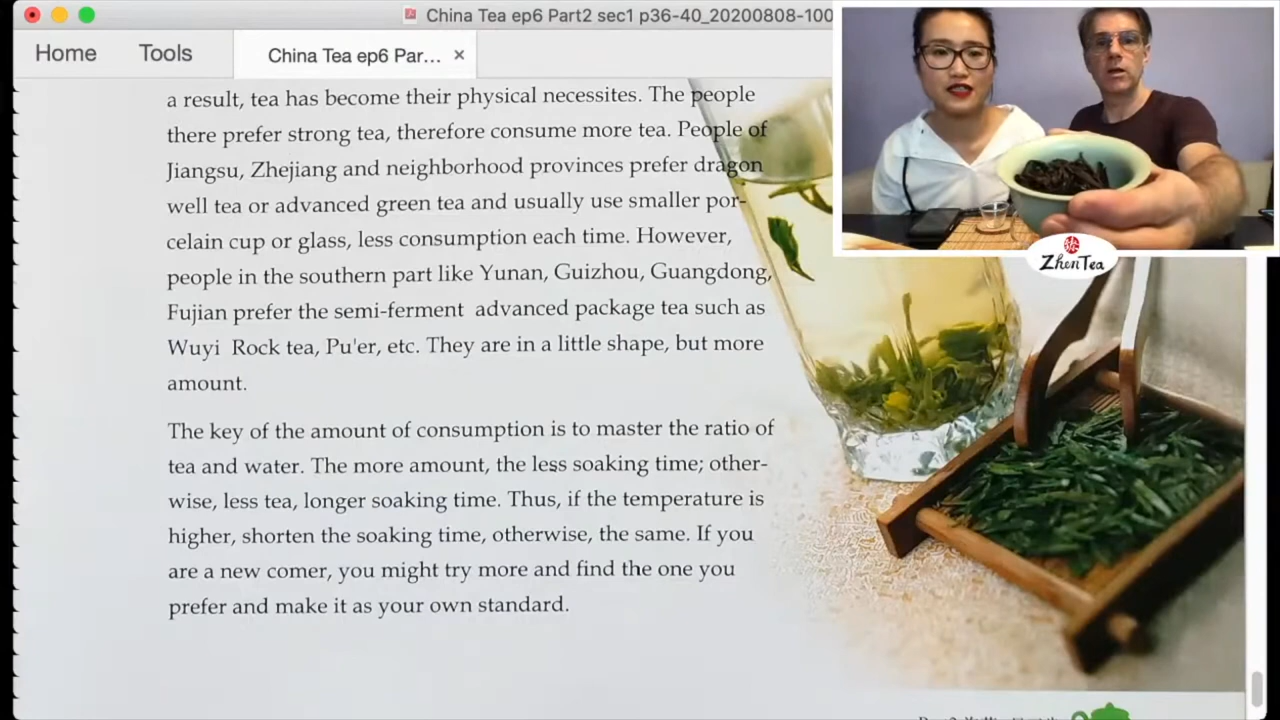 China Tea ep6 Part2 sec1 p36-40_20200808-100
Home
Tools
China Tea ep6 Par...
a result, tea has become their physical necessites. The people
there prefer strong tea, therefore consume more tea. People of
Jiangsu, Zhejiang and neighborhood provinces prefer dragon
well tea or advanced green tea and usually use smaller por-
celain cup or glass, less consumption each time. However,
people in the southern part like Yunan, Guizhou, Guangdong,
Fujian prefer the semi-ferment advanced package tea such as
Wuyi Rock tea, Pu'er, etc. They are in a little shape, but more
amount.
The key of the amount of consumption is to master the ratio of
tea and water. The more amount, the less soaking time; other-
wise, less tea, longer soaking time. Thus, if the temperature is
higher, shorten the soaking time, otherwise, the same. If you
are a new comer, you might try more and find the one you
prefer and make it as your own standard.
ZhenTea